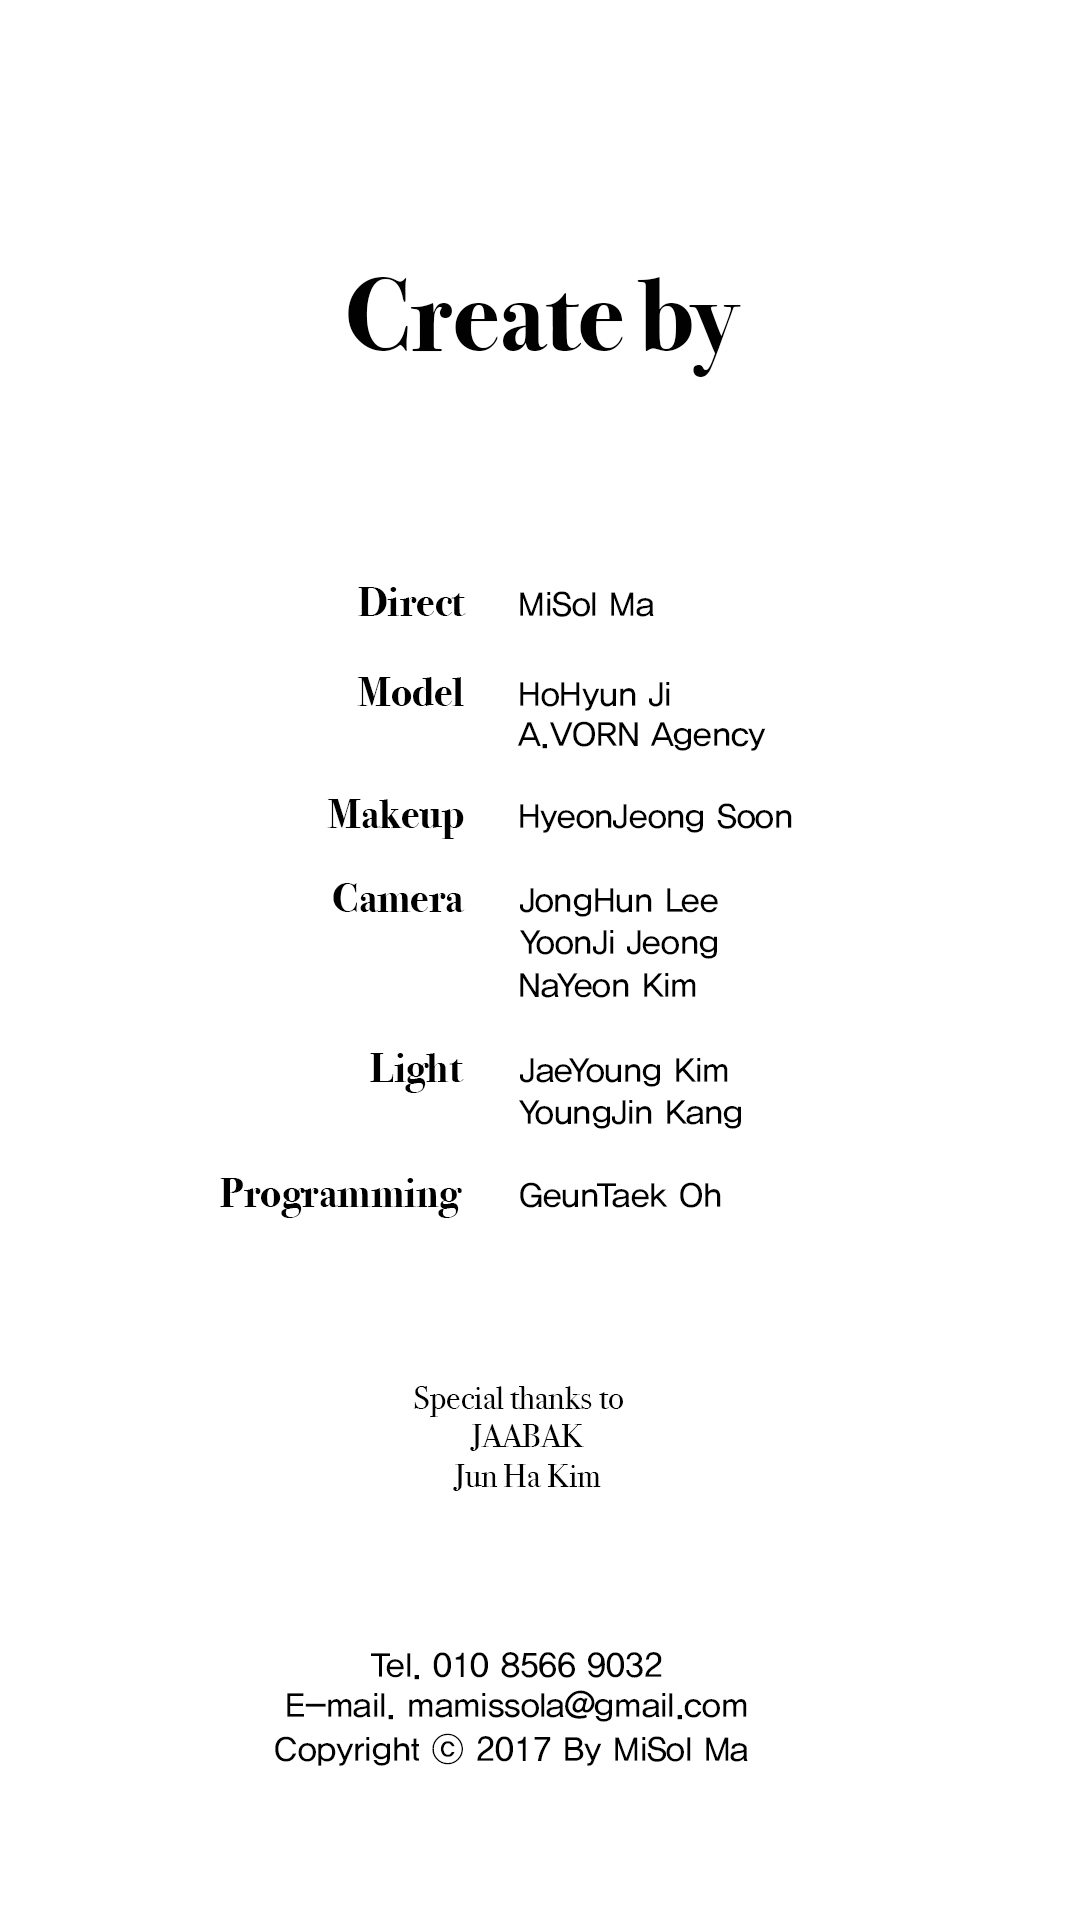 Create by
Direct MiSol Ma
Model HoHyun Ji
A.VORN Agency
Makeup HyeonJeong Soon
Camera JongHun Lee
YoonJi Jeong
NaYeon Kim
Light JaeYoung Kim
YoungJin Kang
Programming GeunTaek Oh
Special thanks to
JAABAK
Jun Ha Kim
Tel. 010 8566 9032
E-mail. mamissola@gmail.com
Copyright ⓒ 2017 By MiSol Ma